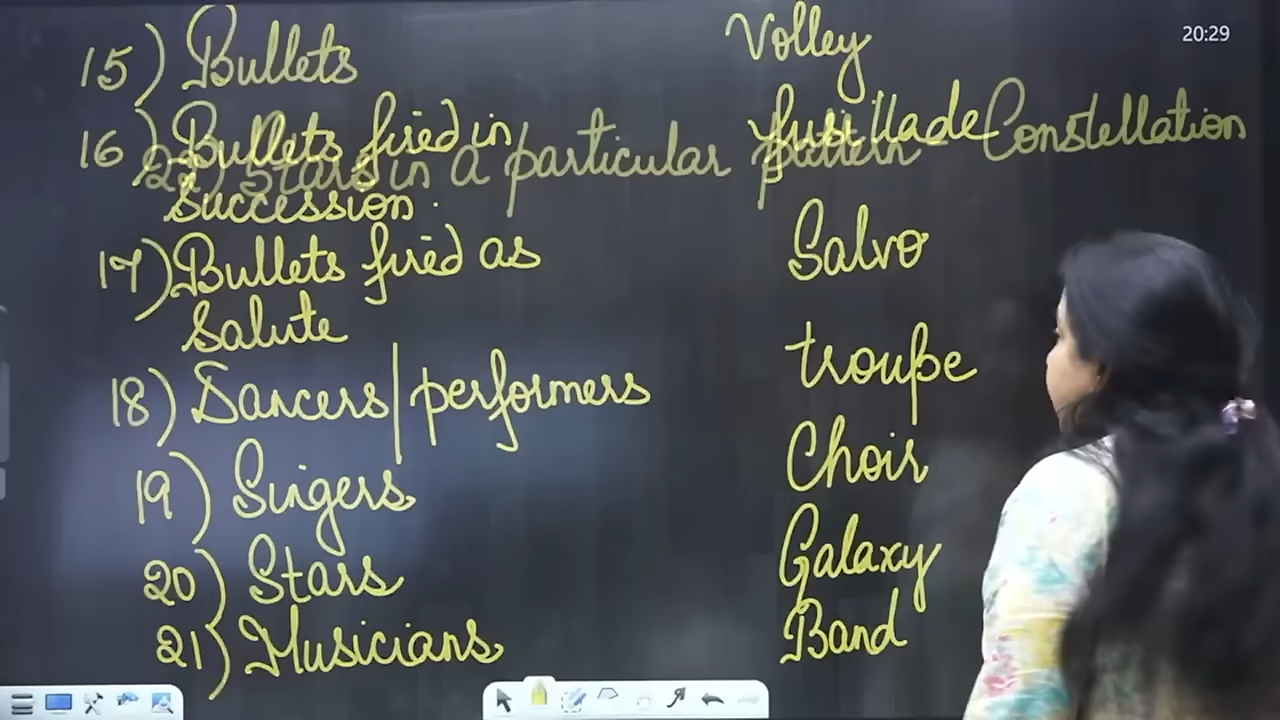 20:29
15) Bullets Volley
16) Bullets fired in fusillade
22) Stars in a particular pattern - Constellation
succession.
17) Bullets fired as Salvo
Salute
18) Dancers/performers troupe
19) Singers Choir
20) Stars Galaxy
21) Musicians Band